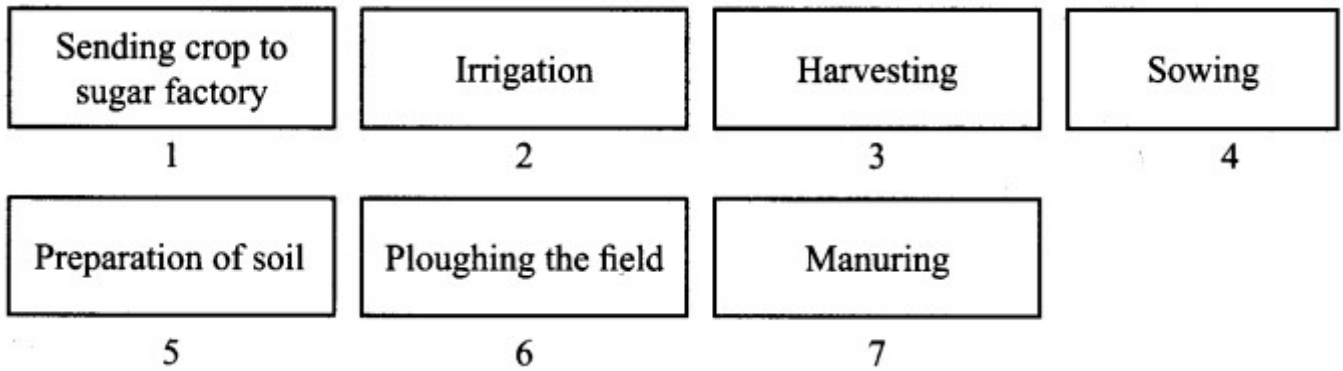 Sending crop to
sugar factory
Irrigation
Harvesting
Sowing
1
2
3
4
Preparation of soil
Ploughing the field
Manuring
5
6
7